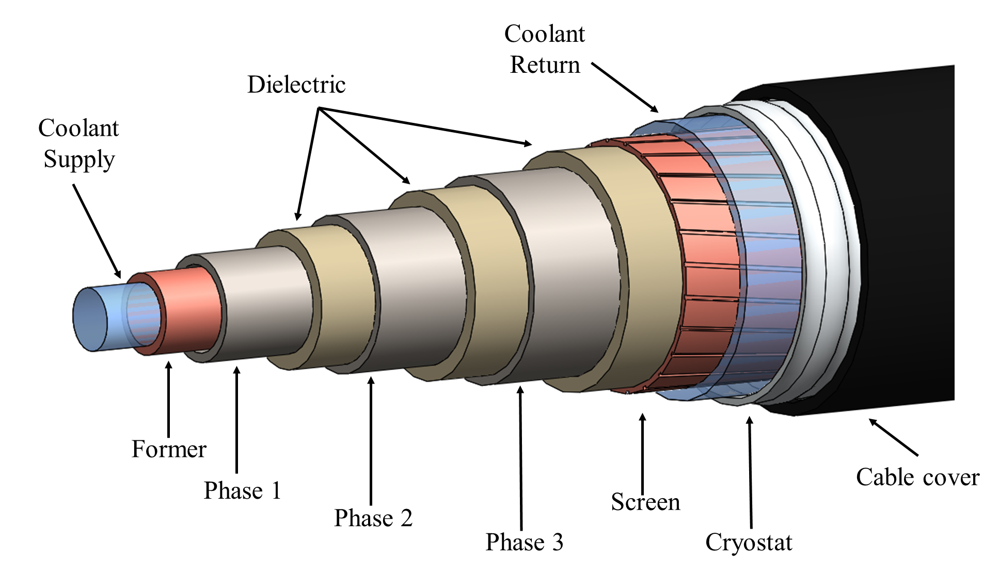 Coolant
Return
Dielectric
Coolant
Supply
Former
Phase 1
Phase 2
Phase 3
Screen
Cryostat
Cable cover